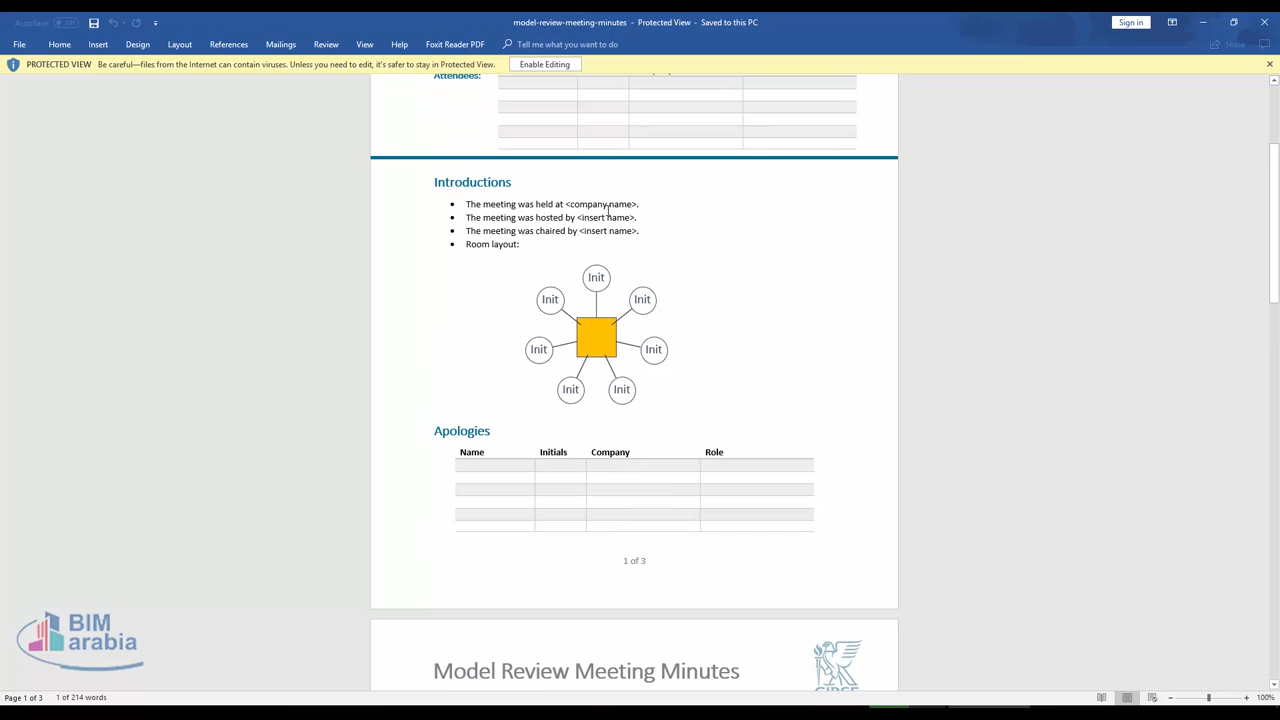 AutoSave Off
model-review-meeting-minutes - Protected View - Saved to this PC
Sign in
File Home Insert Design Layout References Mailings Review View Help Foxit Reader PDF Tell me what you want to do Share
PROTECTED VIEW Be careful—files from the Internet can contain viruses. Unless you need to edit, it's safer to stay in Protected View. Enable Editing
Attendees:
Introductions
• The meeting was held at <company name>.
• The meeting was hosted by <insert name>.
• The meeting was chaired by <insert name>.
• Room layout:
Init
Init Init
Init Init
Init Init
Apologies
Name Initials Company Role
1 of 3
BIM
arabia
Model Review Meeting Minutes
CIBSE
Page 1 of 3 1 of 214 words 100%